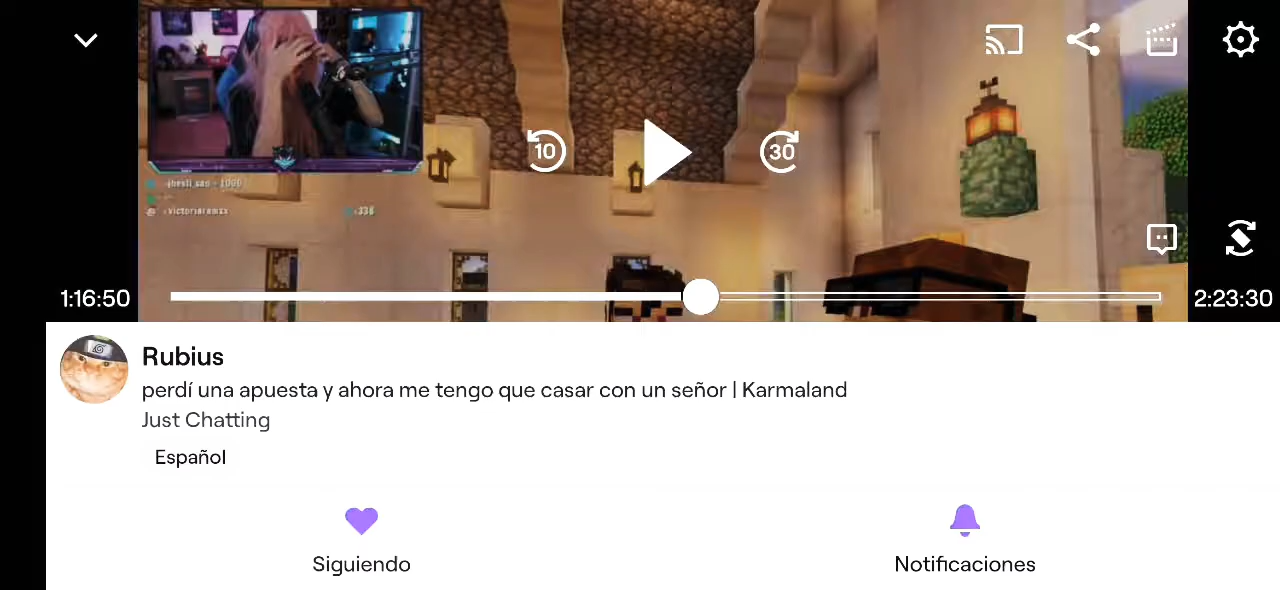 10
30
1:16:50
2:23:30
Rubius
perdí una apuesta y ahora me tengo que casar con un señor | Karmaland
Just Chatting
Español
Siguiendo
Notificaciones